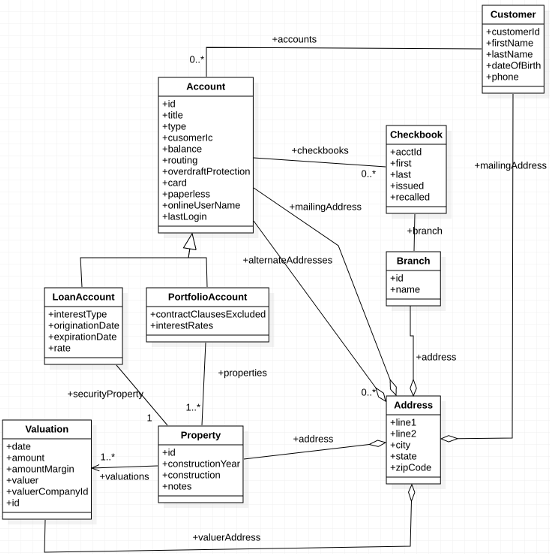 Customer
+customerId
+firstName
+lastName
+dateOfBirth
+phone
+accounts
0..*
Account
+id
+title
+type
+cusomerIc
+balance
+routing
+overdraftProtection
+card
+paperless
+onlineUserName
+lastLogin
+checkbooks
0..*
Checkbook
+acctId
+first
+last
+issued
+recalled
+mailingAddress
+mailingAddress
+branch
+alternateAddresses
0..*
Branch
+id
+name
+address
LoanAccount
+interestType
+originationDate
+expirationDate
+rate
PortfolioAccount
+contractClausesExcluded
+interestRates
+securityProperty
1
+properties
1..*
Address
+line1
+line2
+city
+state
+zipCode
Valuation
+date
+amount
+amountMargin
+valuer
+valuerCompanyId
+id
1..*
+valuations
Property
+id
+constructionYear
+construction
+notes
+address
+valuerAddress